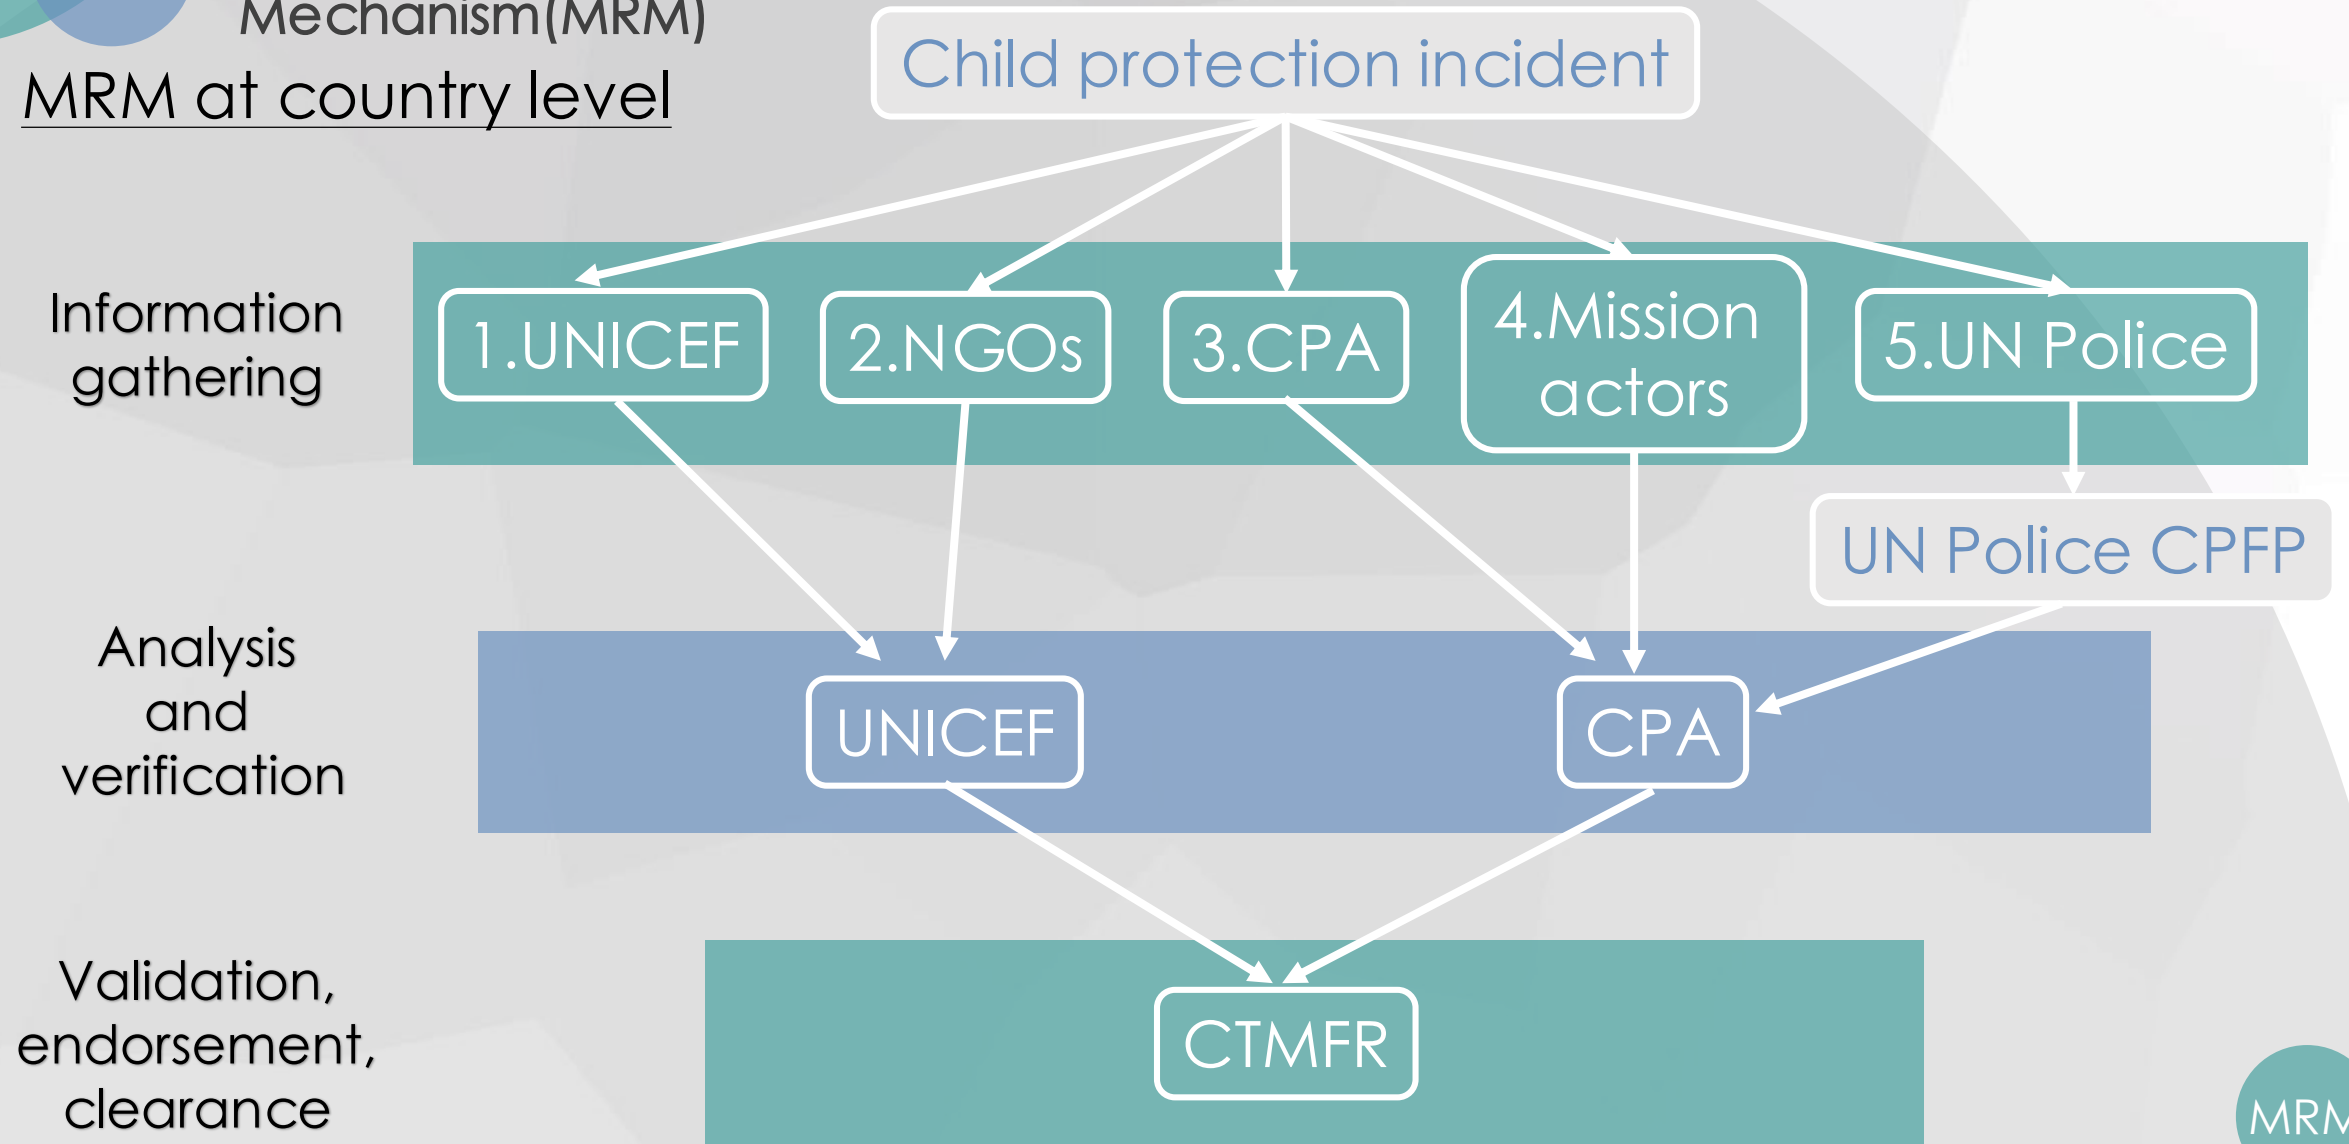 Mechanism(MRM)
MRM at country level
Child protection incident
Information
gathering
1.UNICEF
2.NGOs
3.CPA
4.Mission
actors
5.UN Police
UN Police CPFP
Analysis
and
verification
UNICEF
CPA
Validation,
endorsement,
clearance
CTMFR
MRM